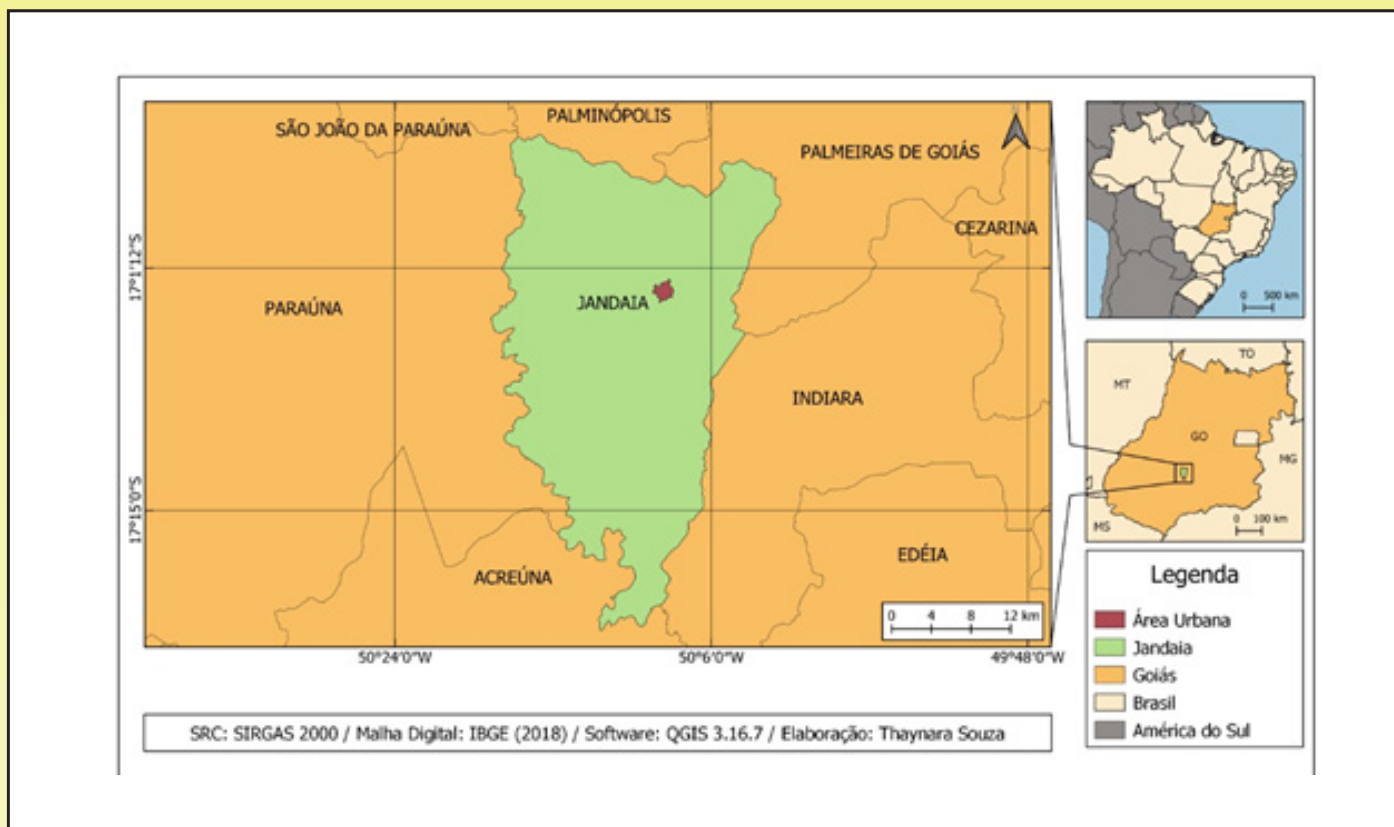 PALMINÓPOLIS
SÃO JOÃO DA PARAÚNA
PALMEIRAS DE GOIÁS
CEZARINA
17°1'12"S
JANDAIA
PARAÚNA
INDIARA
17°15'0"S
EDÉIA
ACREÚNA
0 4 8 12 km
50°24'0"W 50°6'0"W 49°48'0"W
0 500 km
TO
MT
GO
MG
MS
0 100 km
Legenda
Área Urbana
Jandaia
Goiás
Brasil
América do Sul
SRC: SIRGAS 2000 / Malha Digital: IBGE (2018) / Software: QGIS 3.16.7 / Elaboração: Thaynara Souza